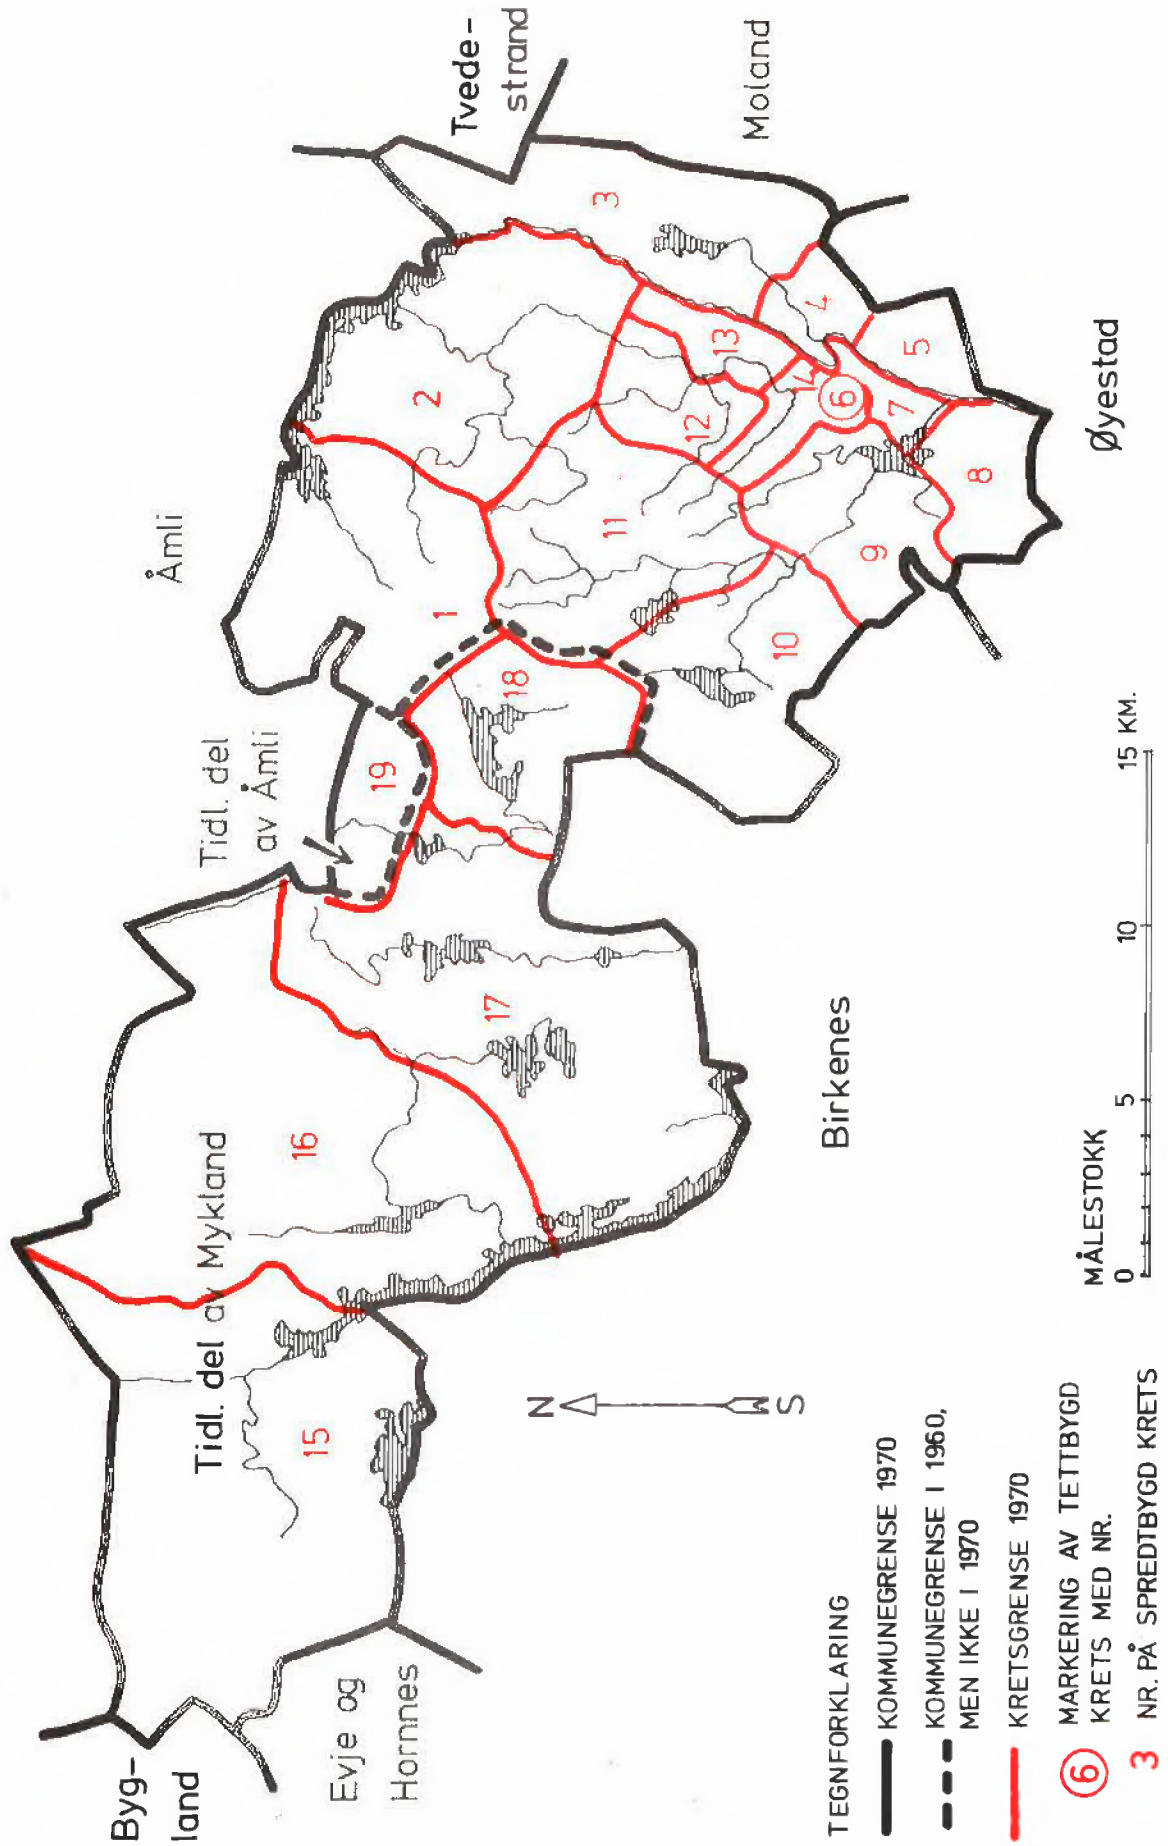 Byg-
land
Evje og
Hornnes
Tidl. del av Mykland
Tidl. del
av Åmli
Åmli
Tvede-
strand
Moland
Øyestad
Birkenes
15
16
17
19
18
1
2
3
10
11
12
13
14
4
9
6
7
5
8
N
S
MÅLESTOKK
0 5 10 15 KM.
TEGNFORKLARING
KOMMUNEGRENSE 1970
KOMMUNEGRENSE I 1960,
MEN IKKE I 1970
KRETSGRENSE 1970
6 MARKERING AV TETTBYGD
KRETS MED NR.
3 NR. PÅ SPREDTBYGD KRETS